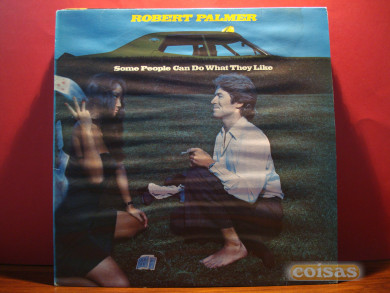 ROBERT PALMER
Some People Can Do What They Like
coisas